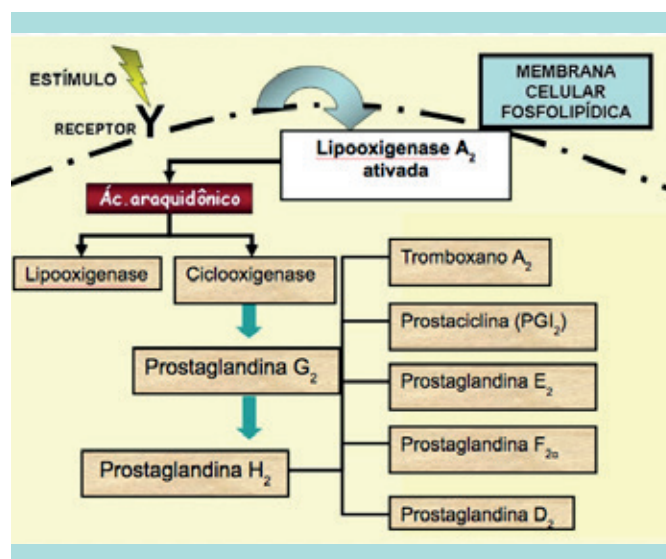 ESTÍMULO
RECEPTOR
MEMBRANA
CELULAR
FOSFOLIPÍDICA
Lipooxigenase A₂
ativada
Ác.araquidônico
Lipooxigenase
Ciclooxigenase
Prostaglandina G₂
Prostaglandina H₂
Tromboxano A₂
Prostaciclina (PGI₂)
Prostaglandina E₂
Prostaglandina F₂α
Prostaglandina D₂